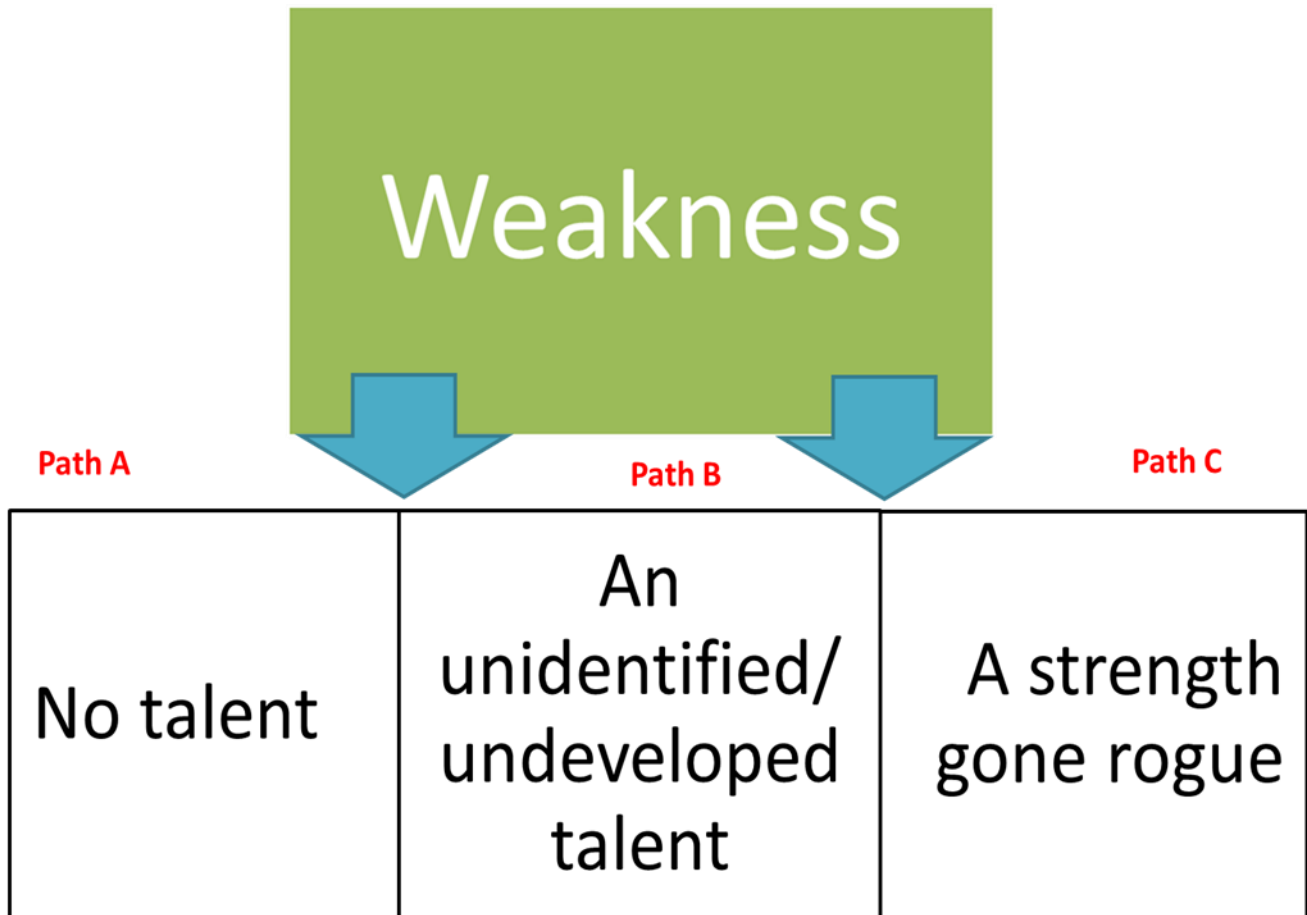 Weakness
Path A
Path B
Path C
No talent
An
unidentified/
undeveloped
talent
A strength
gone rogue